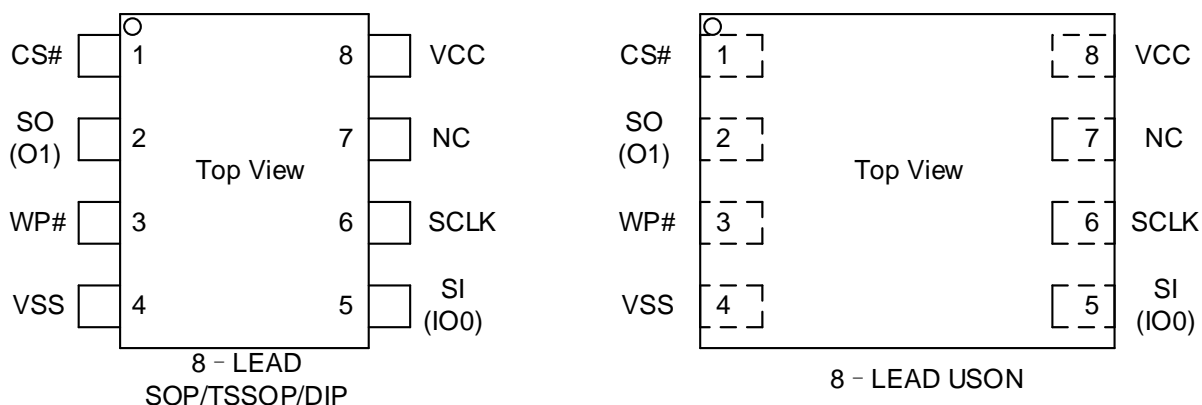 CS# 1 8 VCC
SO
(O1) 2 7 NC
Top View
WP# 3 6 SCLK
VSS 4 5 SI
(IO0)
8 – LEAD
SOP/TSSOP/DIP
CS# 1 8 VCC
SO
(O1) 2 7 NC
Top View
WP# 3 6 SCLK
VSS 4 5 SI
(IO0)
8 – LEAD USON